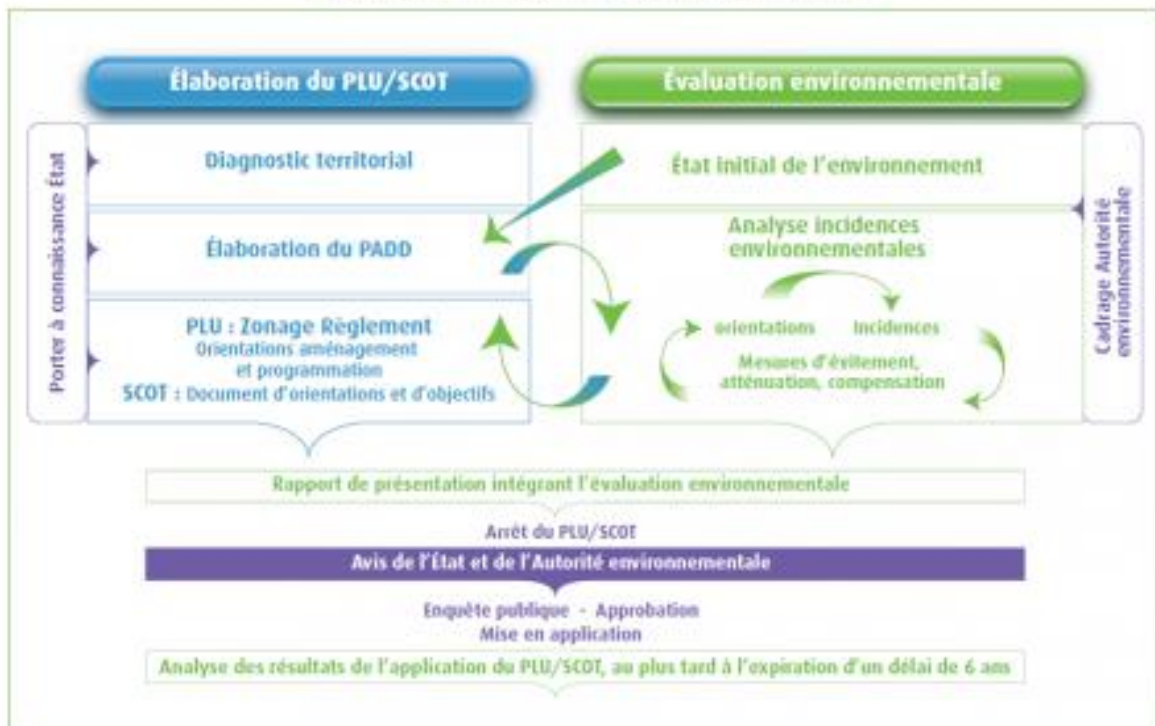 Élaboration du PLU/SCOT
Évaluation environnementale
Porter à connaissance État
Diagnostic territorial
État initial de l'environnement
Élaboration du PADD
Analyse incidences
environnementales
PLU : Zonage Règlement
Orientations aménagement
et programmation
SCOT : Document d'orientations et d'objectifs
orientations
Incidences
Mesures d'évitement,
atténuation, compensation
Cadrage Autorité
environnementale
Rapport de présentation intégrant l'évaluation environnementale
Arrêt du PLU/SCOT
Avis de l'État et de l'Autorité environnementale
Enquête publique - Approbation
Mise en application
Analyse des résultats de l'application du PLU/SCOT, au plus tard à l'expiration d'un délai de 6 ans